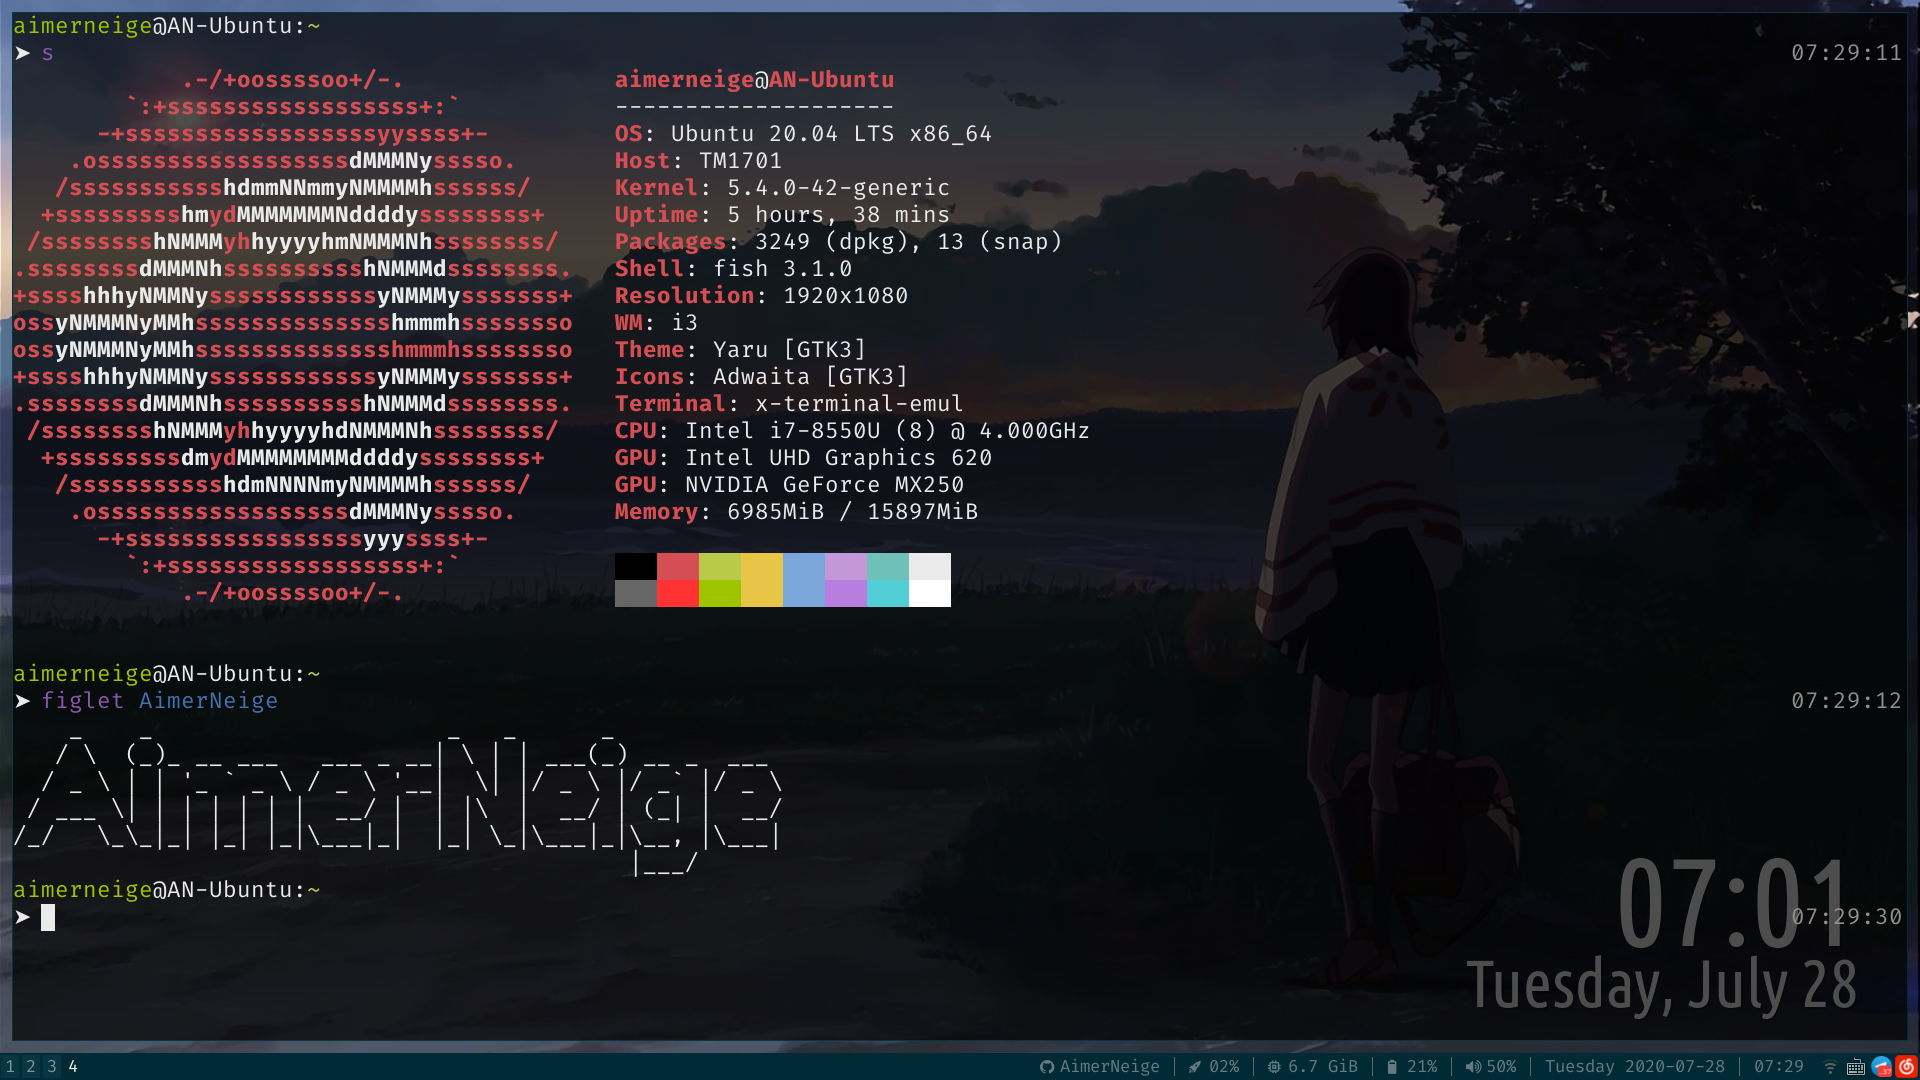 aimerneige@AN-Ubuntu:~
➤ s 07:29:11
.-/+oossssoo+/-. aimerneige@AN-Ubuntu
`:+ssssssssssssssssss+:` --------------------
-+ssssssssssssssssssyyssss+- OS: Ubuntu 20.04 LTS x86_64
.ossssssssssssssssssdMMMNysssso. Host: TM1701
/ssssssssssshdmmNNmmyNMMMMhssssss/ Kernel: 5.4.0-42-generic
+ssssssssshmydMMMMMMMNddddyssssssss+ Uptime: 5 hours, 38 mins
/sssssssshNMMMyhhyyyyhmNMMMNhssssssss/ Packages: 3249 (dpkg), 13 (snap)
.ssssssssdMMMNhsssssssssshNMMMdssssssss. Shell: fish 3.1.0
+sssshhhyNMMNyssssssssssssyNMMMysssssss+ Resolution: 1920x1080
ossyNMMMNyMMhsssssssssssssshmmmhssssssso WM: i3
ossyNMMMNyMMhsssssssssssssshmmmhssssssso Theme: Yaru [GTK3]
+sssshhhyNMMNyssssssssssssyNMMMysssssss+ Icons: Adwaita [GTK3]
.ssssssssdMMMNhsssssssssshNMMMdssssssss. Terminal: x-terminal-emul
/sssssssshNMMMyhhyyyyhdNMMMNhssssssss/ CPU: Intel i7-8550U (8) @ 4.000GHz
+sssssssssdmydMMMMMMMMddddyssssssss+ GPU: Intel UHD Graphics 620
/ssssssssssshdmNNNNmyNMMMMhssssss/ GPU: NVIDIA GeForce MX250
.ossssssssssssssssssdMMMNysssso. Memory: 6985MiB / 15897MiB
-+sssssssssssssssssyyyssss+-
`:+ssssssssssssssssss+:`
.-/+oossssoo+/-.
aimerneige@AN-Ubuntu:~
➤ figlet AimerNeige 07:29:12
AimerNeige
aimerneige@AN-Ubuntu:~
➤ 07:29:30
07:01
Tuesday, July 28
1 2 3 4 AimerNeige | 02% | 6.7 GiB | 21% | 50% | Tuesday 2020-07-28 | 07:29